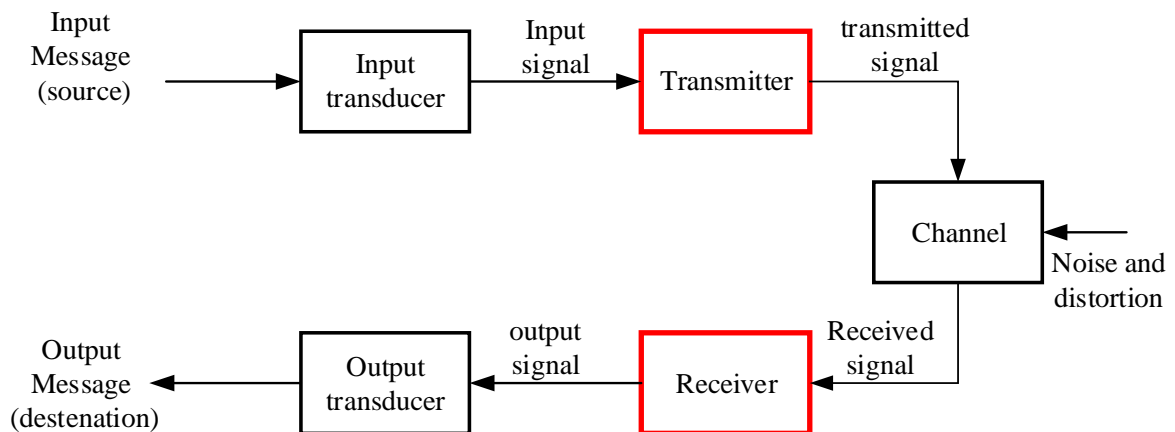 Input
Message
(source)
Input
transducer
Input
signal
Transmitter
transmitted
signal
Channel
Noise and
distortion
Received
signal
Receiver
output
signal
Output
transducer
Output
Message
(destenation)